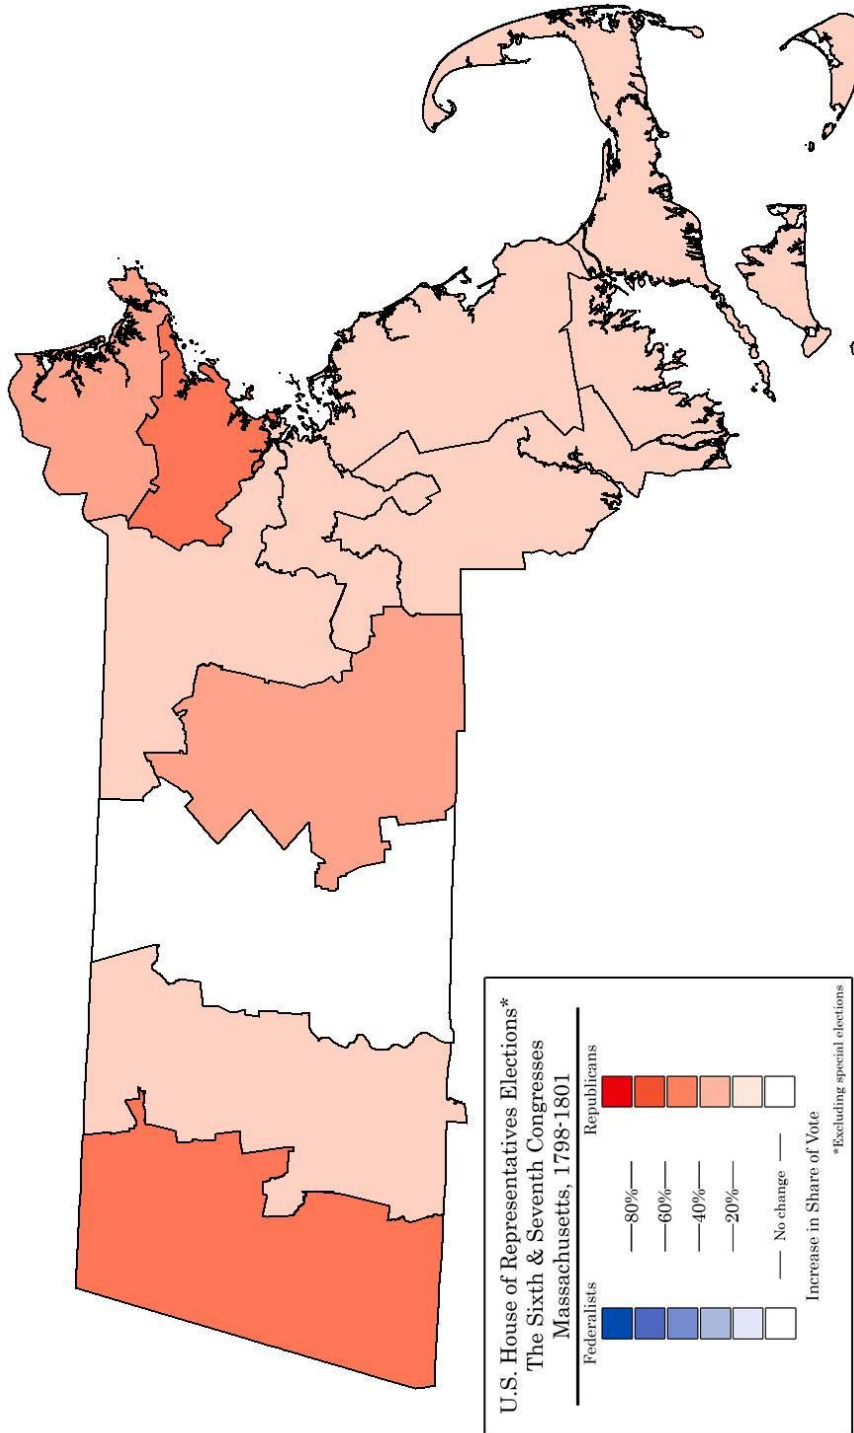 U.S. House of Representatives Elections*
The Sixth & Seventh Congresses
Massachusetts, 1798-1801
Federalists
Republicans
80%
60%
40%
20%
No change
Increase in Share of Vote
*Excluding special elections